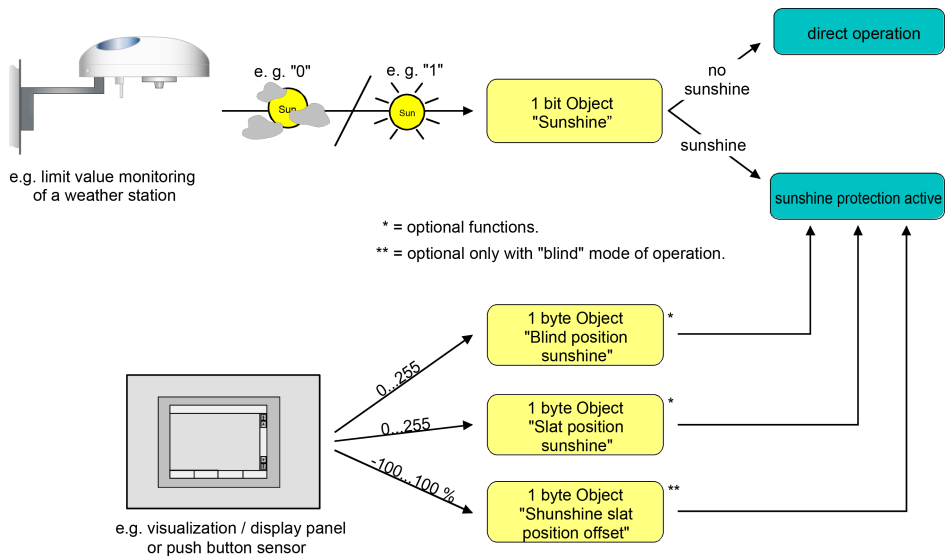 direct operation
e. g. "0"
e. g. "1"
no
sunshine
Sun
Sun
1 bit Object
"Sunshine”
sunshine
e.g. limit value monitoring
of a weather station
sunshine protection active
* = optional functions.
** = optional only with "blind" mode of operation.
1 byte Object
"Blind position
sunshine"
*
0...255
1 byte Object
"Slat position
sunshine"
*
0...255
-100...100 %
1 byte Object
"Shunshine slat
position offset"
**
e.g. visualization / display panel
or push button sensor